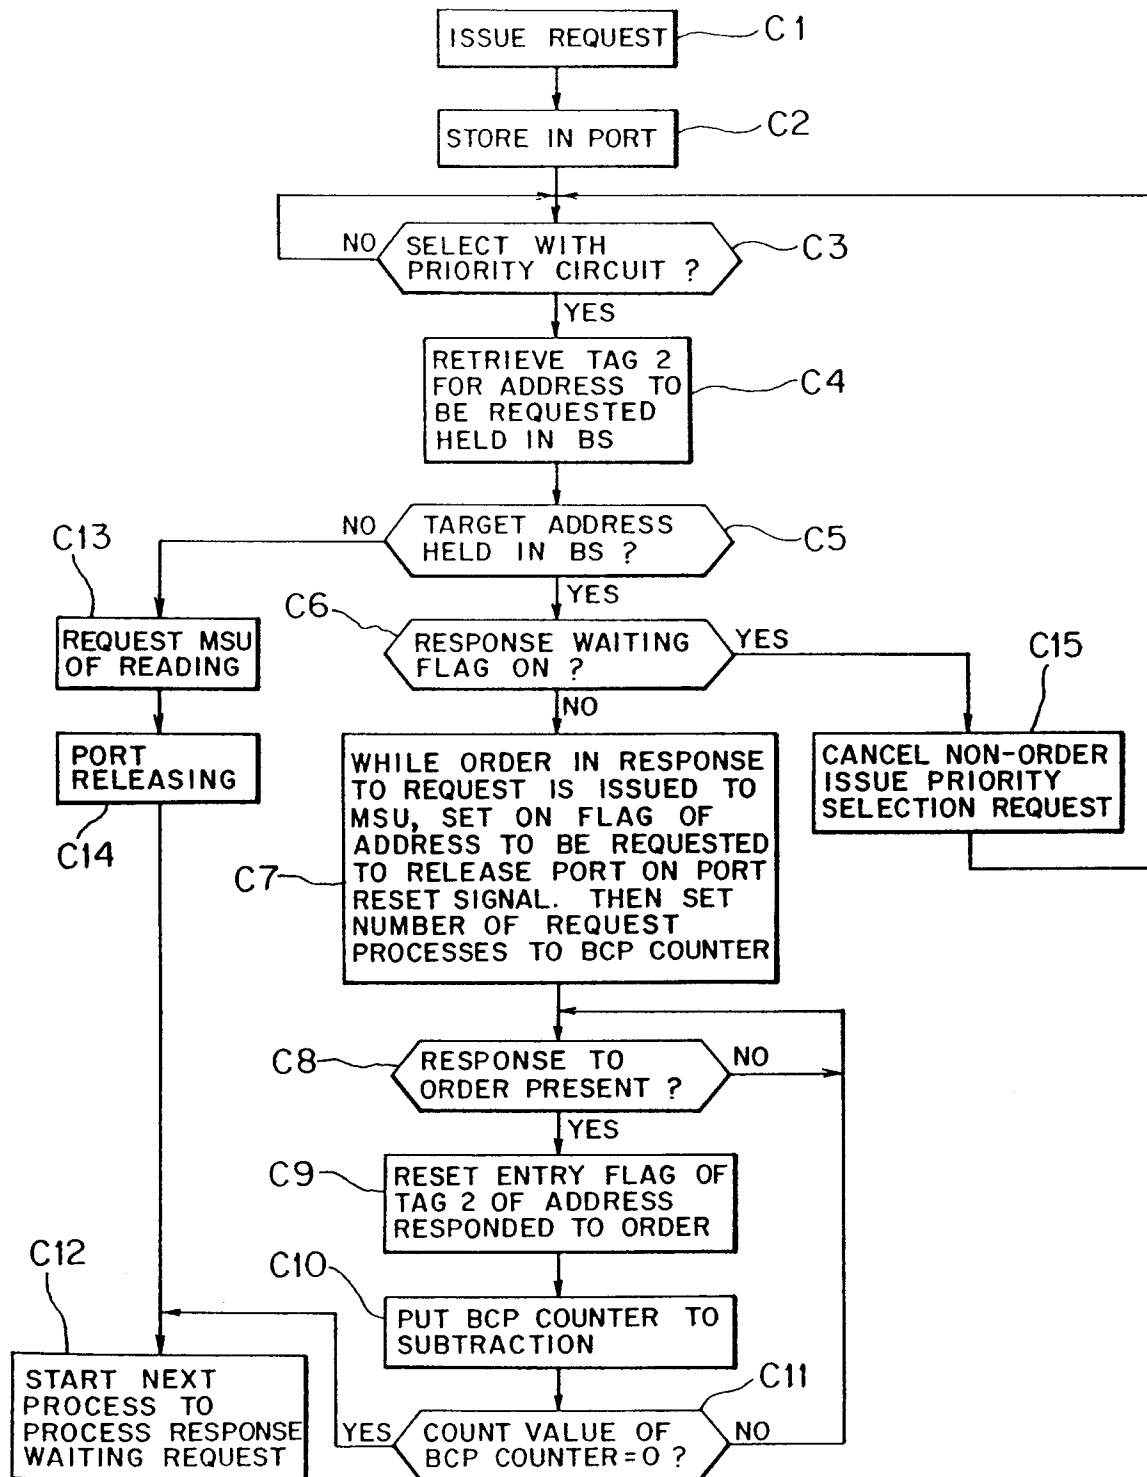 ISSUE REQUEST
C1
STORE IN PORT
C2
NO
SELECT WITH
PRIORITY CIRCUIT ?
C3
YES
RETRIEVE TAG 2
FOR ADDRESS TO
BE REQUESTED
HELD IN BS
C4
NO
TARGET ADDRESS
HELD IN BS ?
C5
C13
YES
C6
REQUEST MSU
OF READING
RESPONSE WAITING
FLAG ON ?
YES
C15
NO
PORT
RELEASING
C14
WHILE ORDER IN RESPONSE
TO REQUEST IS ISSUED TO
MSU, SET ON FLAG OF
ADDRESS TO BE REQUESTED
TO RELEASE PORT ON PORT
RESET SIGNAL. THEN SET
NUMBER OF REQUEST
PROCESSES TO BCP COUNTER
C7
CANCEL NON-ORDER
ISSUE PRIORITY
SELECTION REQUEST
C8
RESPONSE TO
ORDER PRESENT ?
NO
YES
C9
RESET ENTRY FLAG OF
TAG 2 OF ADDRESS
RESPONDED TO ORDER
C12
C10
PUT BCP COUNTER TO
SUBTRACTION
C11
START NEXT
PROCESS TO
PROCESS RESPONSE
WAITING REQUEST
YES
COUNT VALUE OF
BCP COUNTER=0 ?
NO